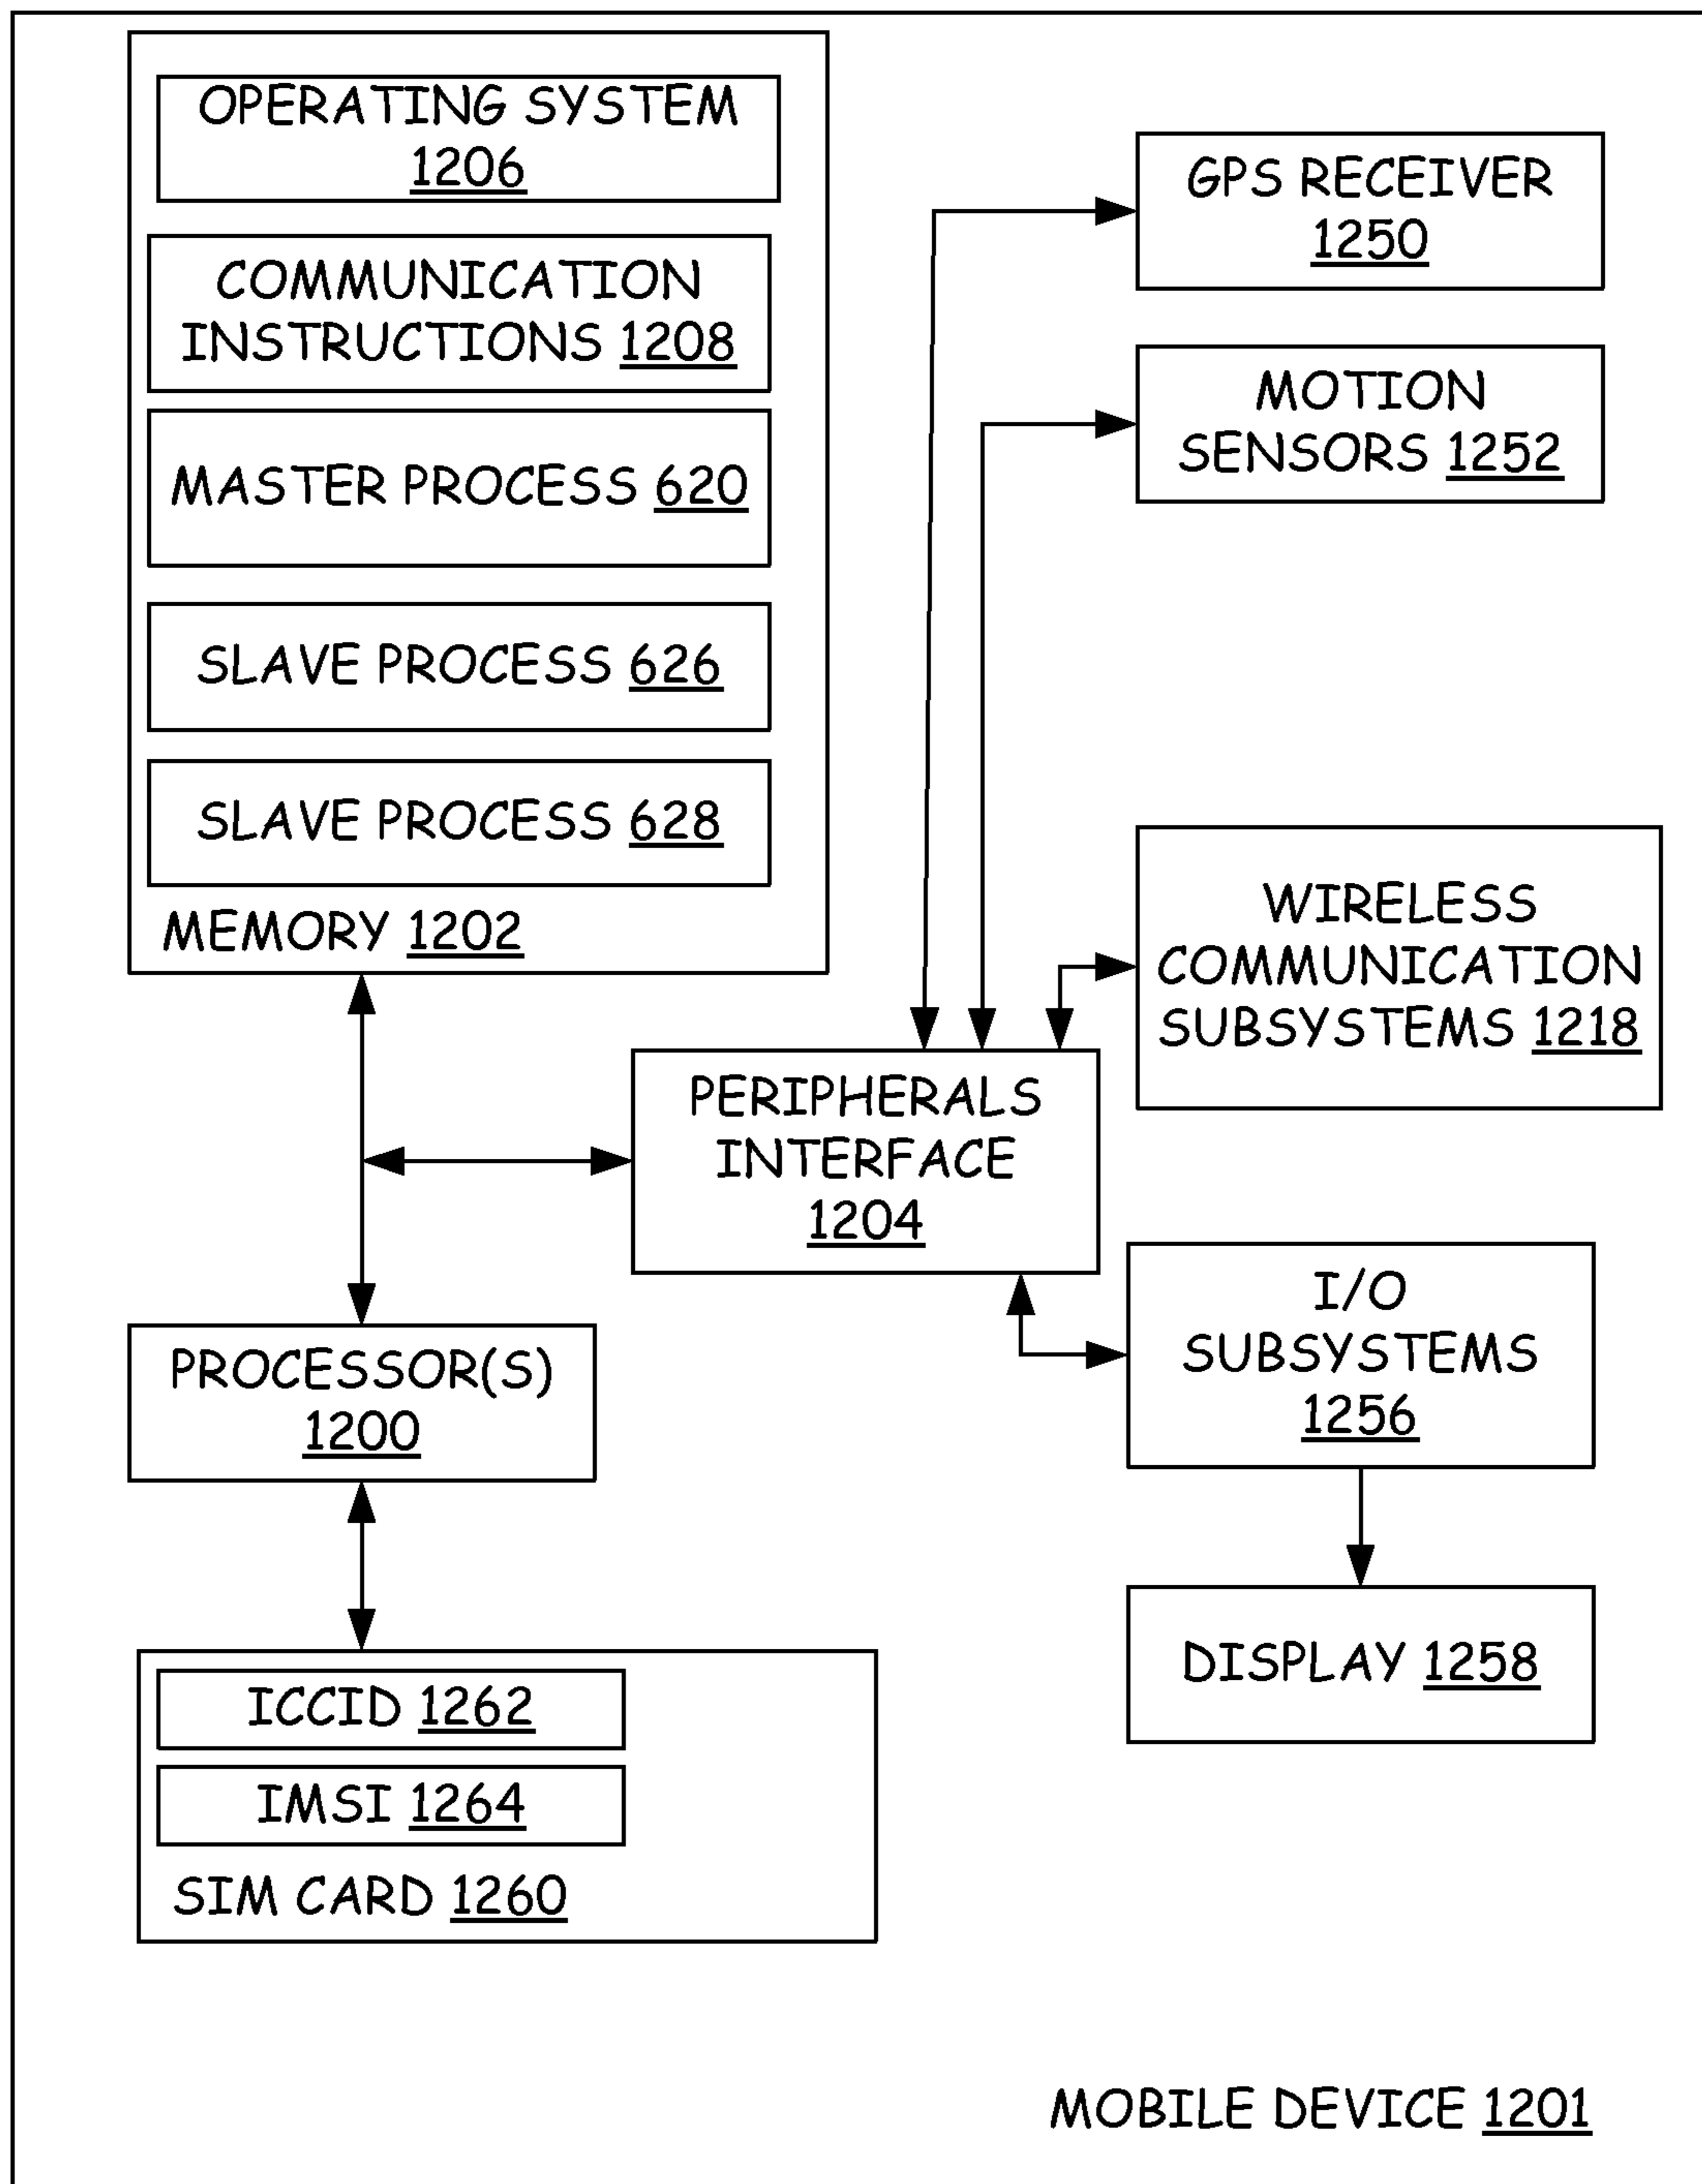 OPERATING SYSTEM
1206
COMMUNICATION
INSTRUCTIONS 1208
MASTER PROCESS 620
SLAVE PROCESS 626
SLAVE PROCESS 628
MEMORY 1202
GPS RECEIVER
1250
MOTION
SENSORS 1252
WIRELESS
COMMUNICATION
SUBSYSTEMS 1218
PERIPHERALS
INTERFACE
1204
I/O
SUBSYSTEMS
1256
PROCESSOR(S)
1200
DISPLAY 1258
ICCID 1262
IMSI 1264
SIM CARD 1260
MOBILE DEVICE 1201